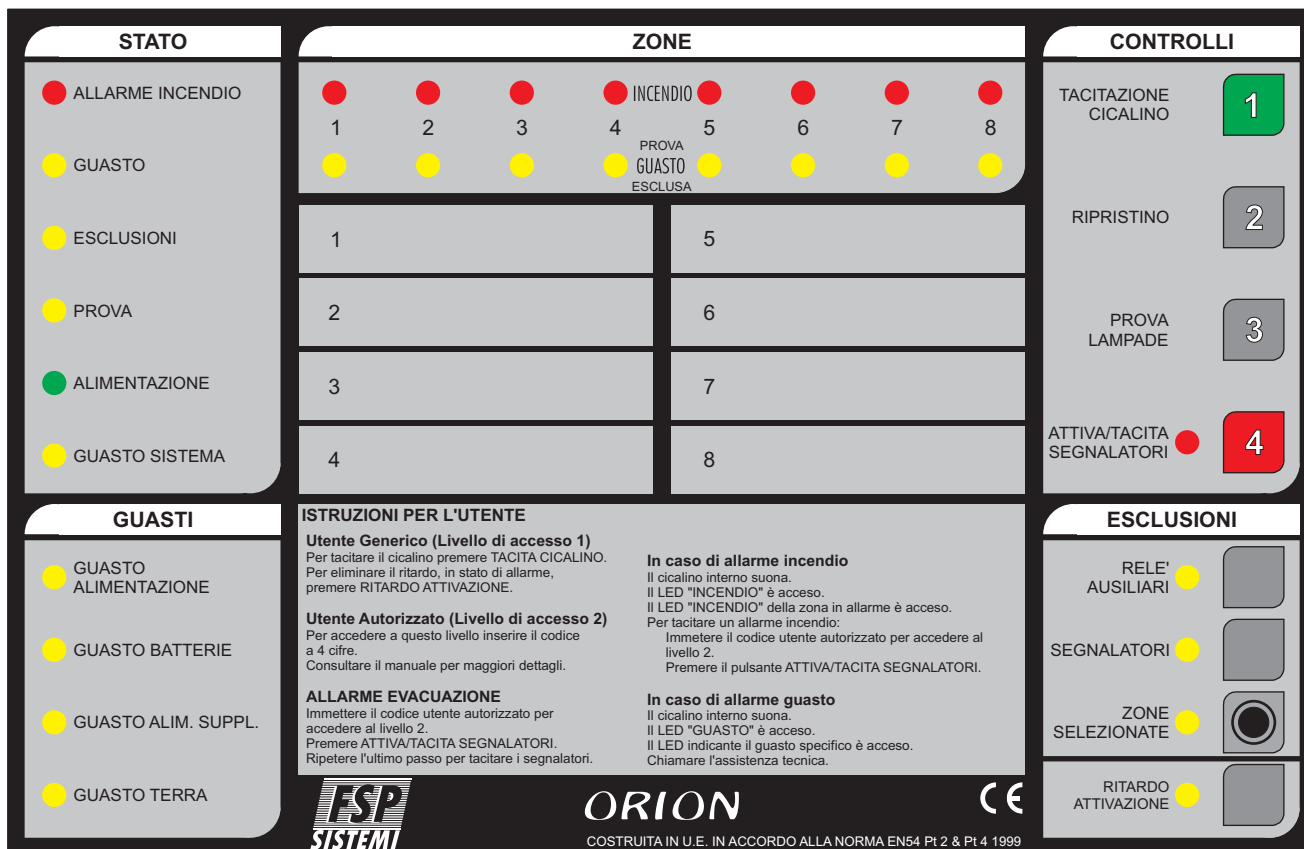 STATO
ALLARME INCENDIO
GUASTO
ESCLUSIONI
PROVA
ALIMENTAZIONE
GUASTO SISTEMA
ZONE
INCENDIO
1 2 3 4 5 6 7 8
PROVA
GUASTO
ESCLUSA
1
2
3
4
5
6
7
8
CONTROLLI
TACITAZIONE
CICALINO
1
RIPRISTINO
2
PROVA
LAMPADE
3
ATTIVA/TACITA
SEGNALATORI
4
GUASTI
GUASTO
ALIMENTAZIONE
GUASTO BATTERIE
GUASTO ALIM. SUPPL.
GUASTO TERRA
ISTRUZIONI PER L'UTENTE
Utente Generico (Livello di accesso 1)
Per tacitare il cicalino premere TACITA CICALINO.
Per eliminare il ritardo, in stato di allarme,
premere RITARDO ATTIVAZIONE.
Utente Autorizzato (Livello di accesso 2)
Per accedere a questo livello inserire il codice
a 4 cifre.
Consultare il manuale per maggiori dettagli.
ALLARME EVACUAZIONE
Immettere il codice utente autorizzato per
accedere al livello 2.
Premere ATTIVA/TACITA SEGNALATORI.
Ripetere l'ultimo passo per tacitare i segnalatori.
In caso di allarme incendio
Il cicalino interno suona.
Il LED "INCENDIO" è acceso.
Il LED "INCENDIO" della zona in allarme è acceso.
Per tacitare un allarme incendio:
Immetere il codice utente autorizzato per accedere al
livello 2.
Premere il pulsante ATTIVA/TACITA SEGNALATORI.
In caso di allarme guasto
Il cicalino interno suona.
Il LED "GUASTO" è acceso.
Il LED indicante il guasto specifico è acceso.
Chiamare l'assistenza tecnica.
ESCLUSIONI
RELE'
AUSILIARI
SEGNALATORI
ZONE
SELEZIONATE
RITARDO
ATTIVAZIONE
FSP
SISTEMI
ORION
CE
COSTRUITA IN U.E. IN ACCORDO ALLA NORMA EN54 Pt 2 & Pt 4 1999